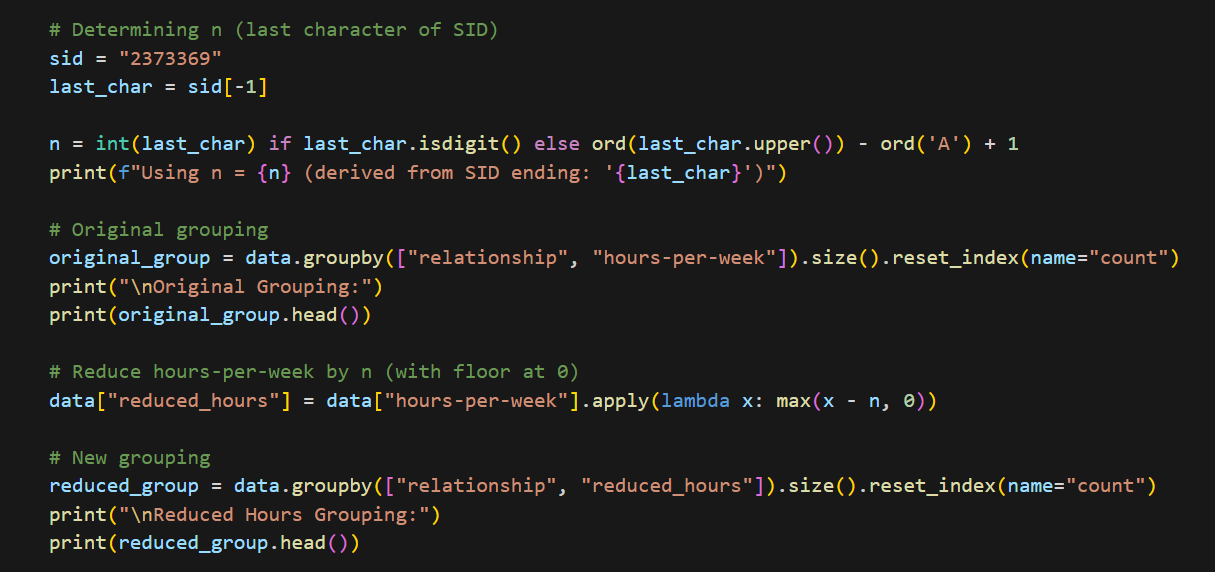 # Determining n (last character of SID)
sid = "2373369"
last_char = sid[-1]
n = int(last_char) if last_char.isdigit() else ord(last_char.upper()) - ord('A') + 1
print(f"Using n = {n} (derived from SID ending: '{last_char}')")
# Original grouping
original_group = data.groupby(["relationship", "hours-per-week"]).size().reset_index(name="count")
print("\nOriginal Grouping:")
print(original_group.head())
# Reduce hours-per-week by n (with floor at 0)
data["reduced_hours"] = data["hours-per-week"].apply(lambda x: max(x - n, 0))
# New grouping
reduced_group = data.groupby(["relationship", "reduced_hours"]).size().reset_index(name="count")
print("\nReduced Hours Grouping:")
print(reduced_group.head())